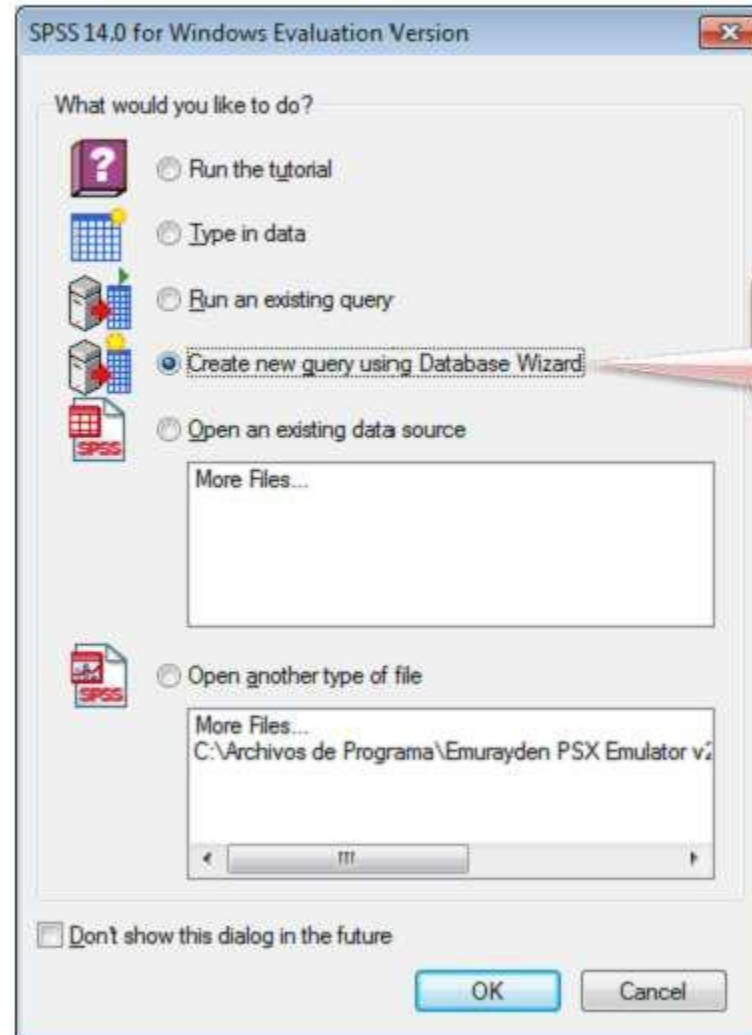 SPSS 14.0 for Windows Evaluation Version
What would you like to do?
Run the tutorial
Type in data
Run an existing query
Create new query using Database Wizard
Open an existing data source
SPSS
More Files...
Open another type of file
SPSS
More Files...
C:\Archivos de Programa\Emurayden PSX Emulator v2
Don't show this dialog in the future
OK Cancel